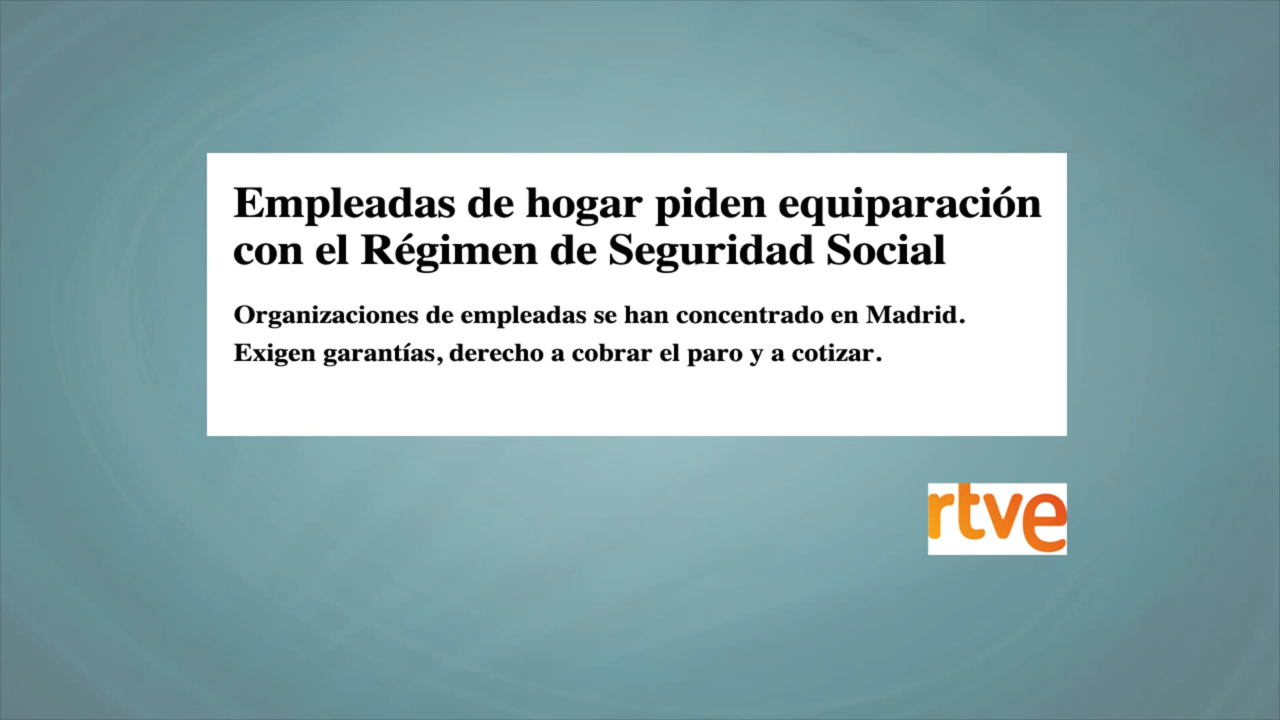 Empleadas de hogar piden equiparación
con el Régimen de Seguridad Social
Organizaciones de empleadas se han concentrado en Madrid.
Exigen garantías, derecho a cobrar el paro y a cotizar.
rtve